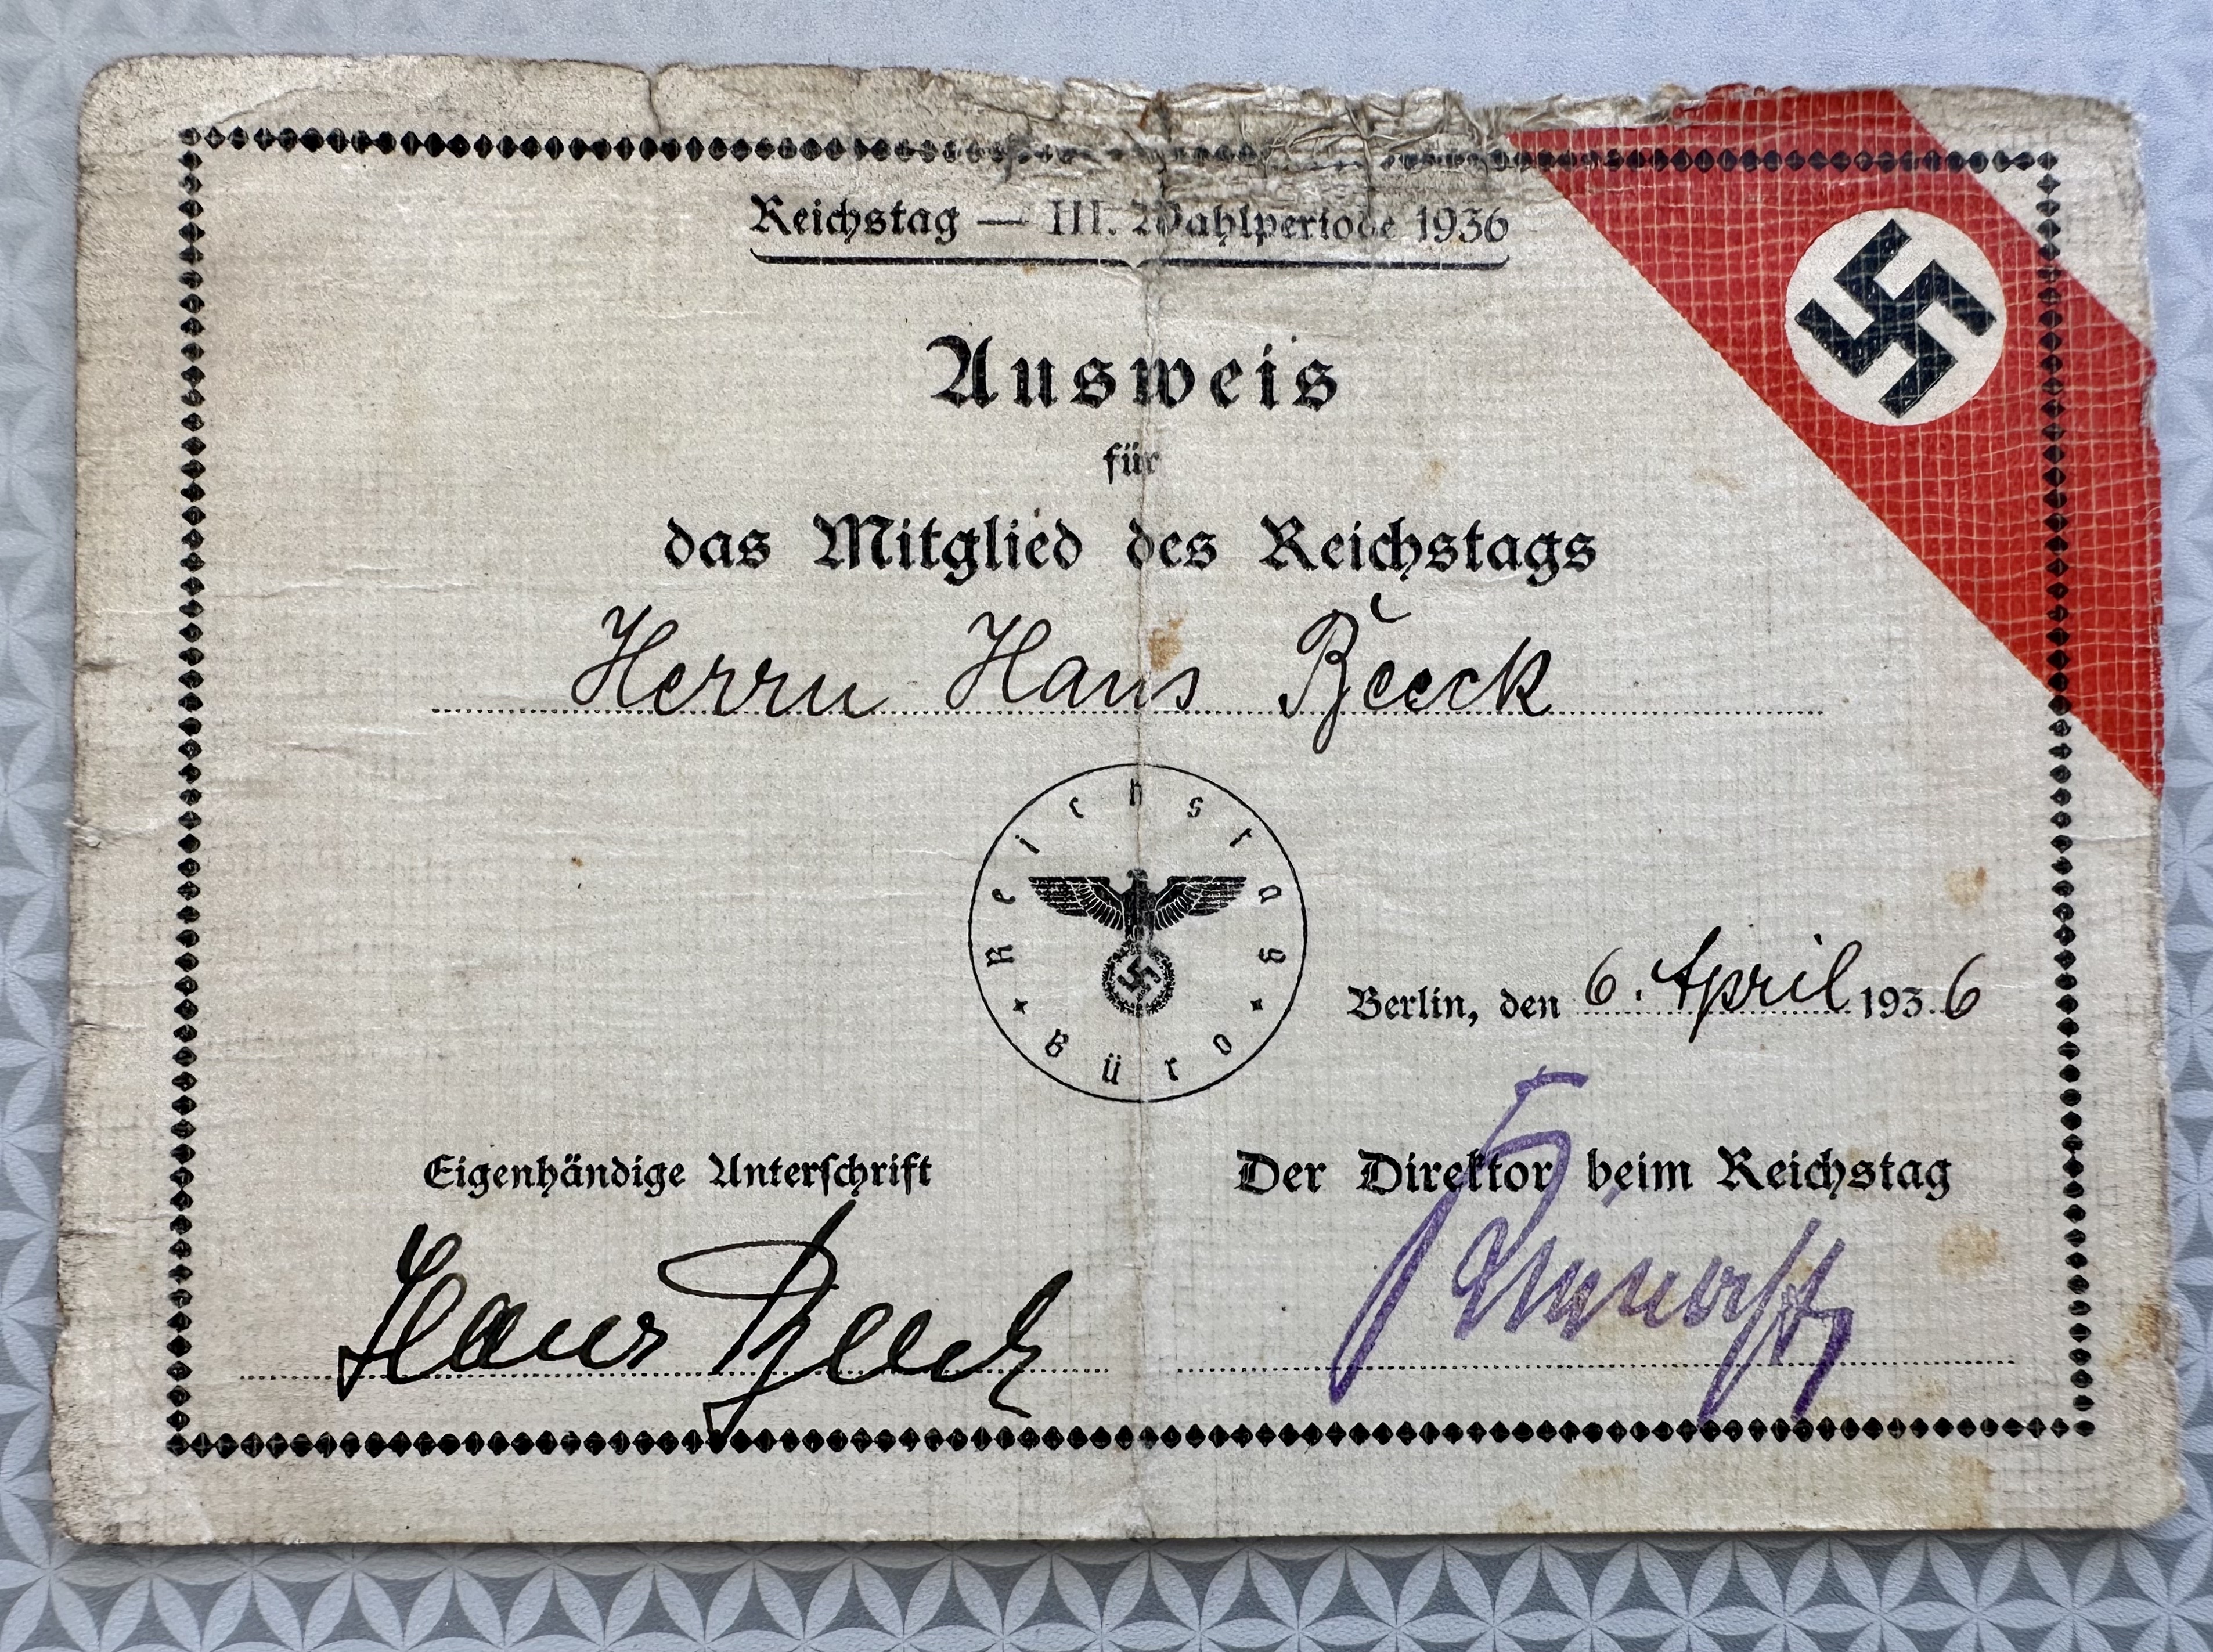 Reichstag — III. Wahlperiode 1936
Ausweis
für
das Mitglied des Reichstags
Herrn Hans Beeck
Reichstag
Büro
Berlin, den 6. April 1936
Eigenhändige Unterschrift
Der Direktor beim Reichstag
Hans Beeck